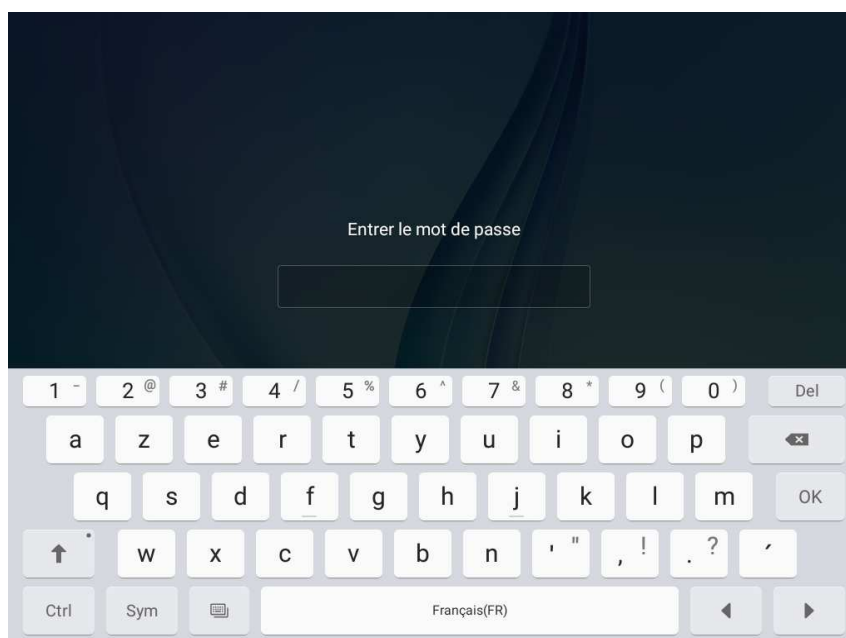 Entrer le mot de passe
1 - 2 @ 3 # 4 / 5 % 6 ^ 7 & 8 * 9 ( 0 ) Del
a z e r t y u i o p
q s d f g h j k l m OK
w x c v b n ' " , ! . ? ´
Ctrl Sym Français(FR)